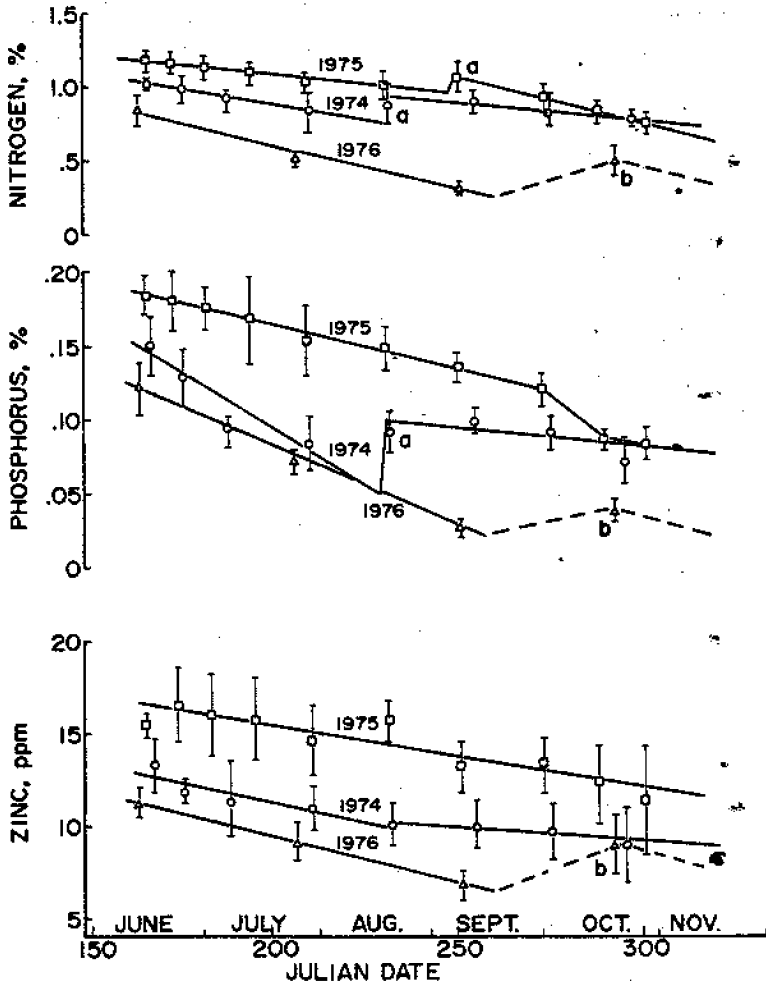 NITROGEN, %
1.5
1.0
.5
0
1975
a
1974
a
1976
b
PHOSPHORUS, %
.20
.15
.10
.05
0
1975
1974
a
1976
b
ZINC, ppm
20
15
10
5
1975
1974
1976
b
JUNE JULY AUG. SEPT. OCT. NOV.
150 200 250 300
JULIAN DATE